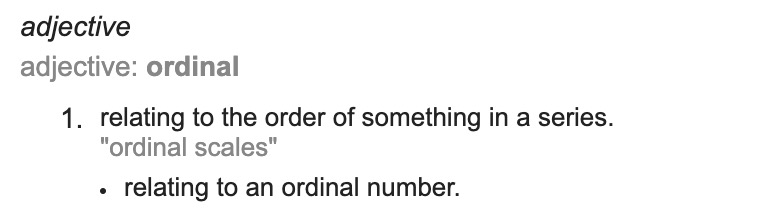 adjective
adjective: ordinal
1. relating to the order of something in a series.
"ordinal scales"
• relating to an ordinal number.